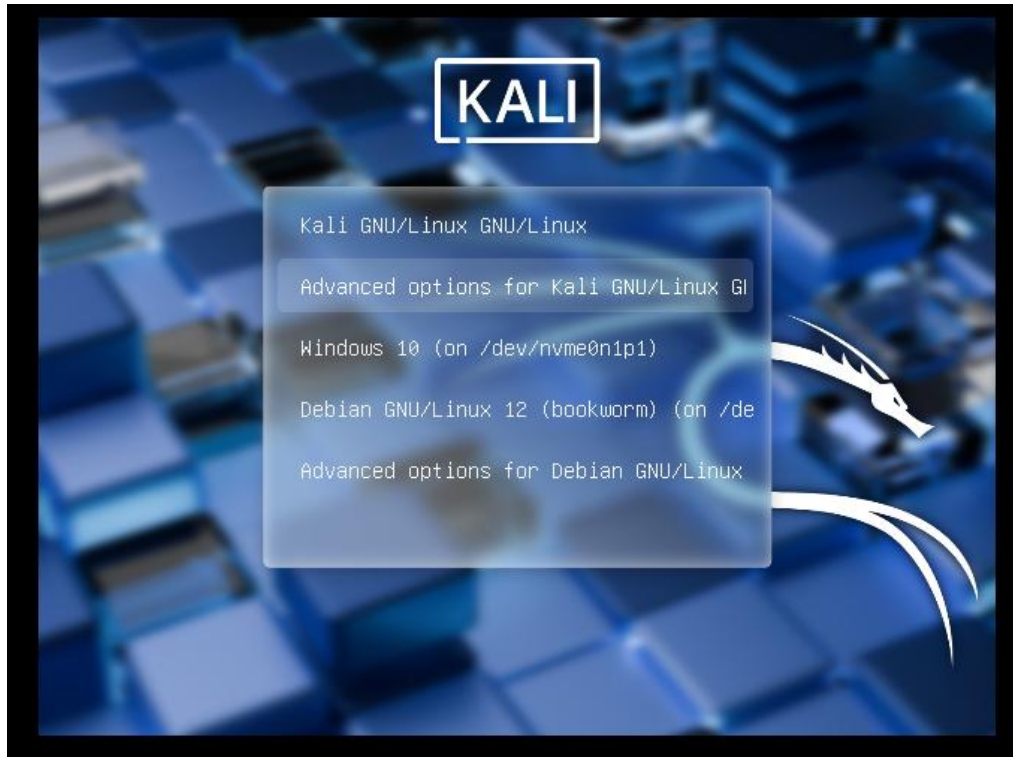 KALI
Kali GNU/Linux GNU/Linux
Advanced options for Kali GNU/Linux G
Windows 10 (on /dev/nvme0n1p1)
Debian GNU/Linux 12 (bookworm) (on /de
Advanced options for Debian GNU/Linux